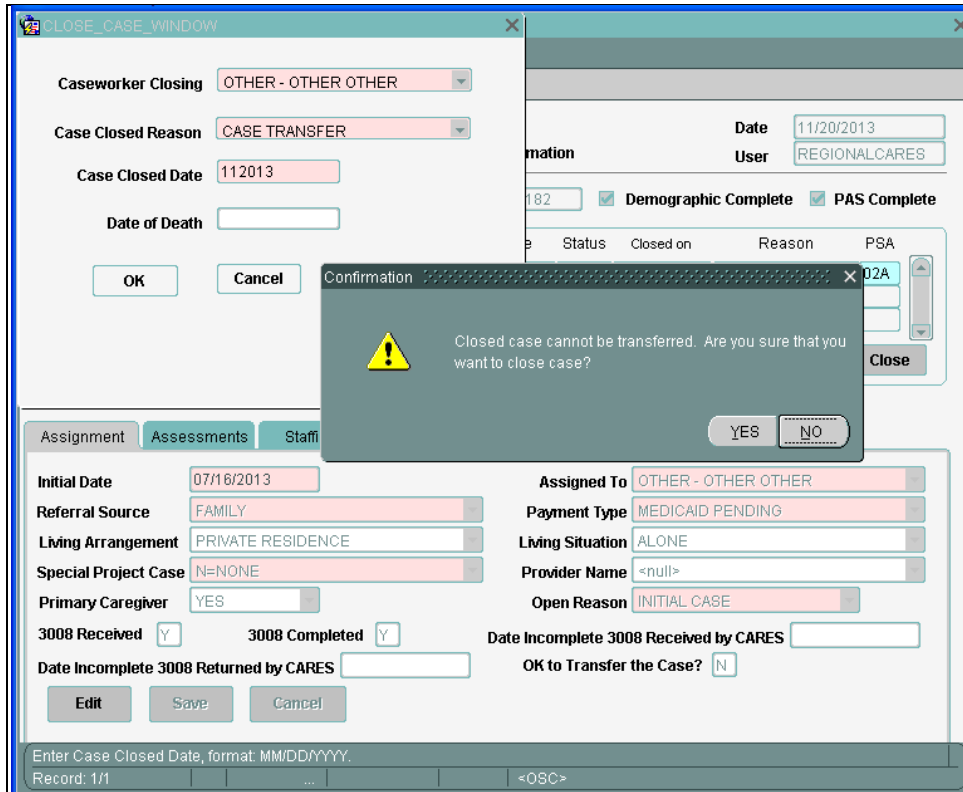 CLOSE_CASE_WINDOW
Caseworker Closing OTHER - OTHER OTHER
Case Closed Reason CASE TRANSFER
Case Closed Date 112013
Date of Death
OK Cancel
Date 11/20/2013
mation
User REGIONALCARES
182 Demographic Complete PAS Complete
e Status Closed on Reason PSA
02A
Close
Confirmation
Closed case cannot be transferred. Are you sure that you
want to close case?
YES NO
Assignment Assessments Staffi
Initial Date 07/16/2013 Assigned To OTHER - OTHER OTHER
Referral Source FAMILY Payment Type MEDICAID PENDING
Living Arrangement PRIVATE RESIDENCE Living Situation ALONE
Special Project Case N=NONE Provider Name <null>
Primary Caregiver YES Open Reason INITIAL CASE
3008 Received Y 3008 Completed Y Date Incomplete 3008 Received by CARES
Date Incomplete 3008 Returned by CARES OK to Transfer the Case? N
Edit Save Cancel
Enter Case Closed Date, format: MM/DD/YYYY.
Record: 1/1 ... <OSC>